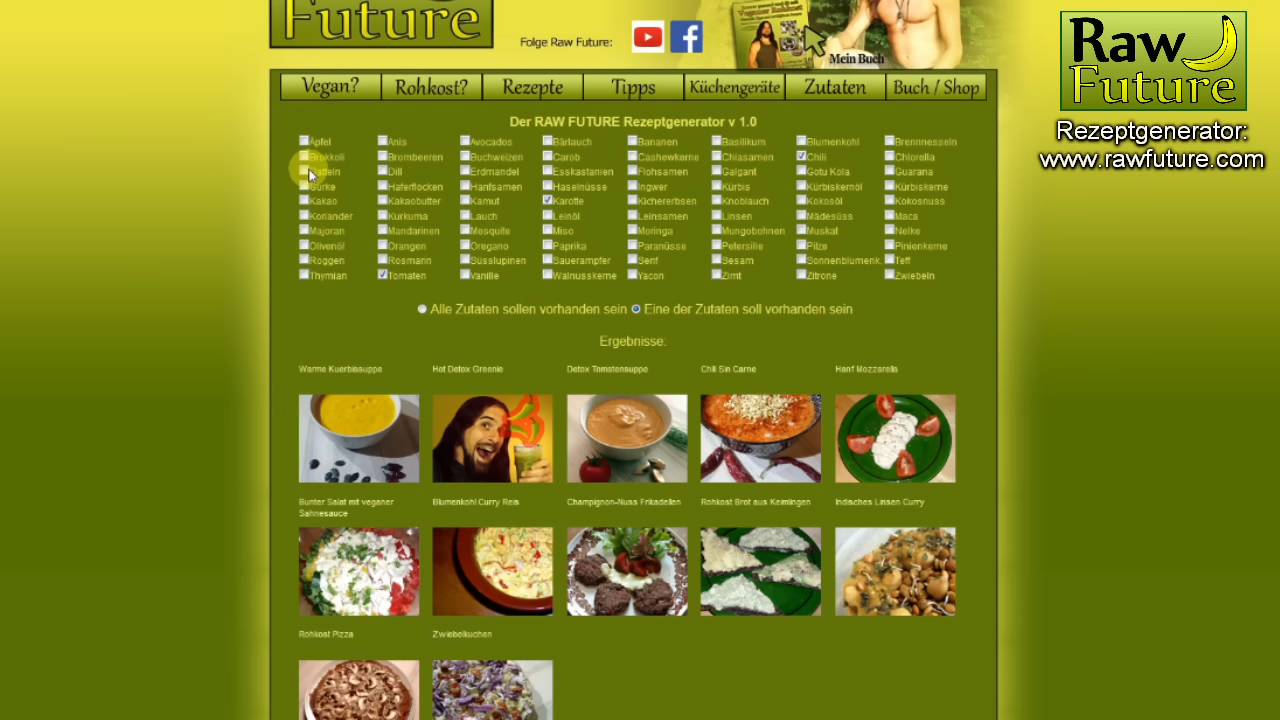 Future
Folge Raw Future:
Mein Buch
Raw
Future
Rezeptgenerator:
www.rawfuture.com
Vegan? Rohkost? Rezepte Tipps Küchengeräte Zutaten Buch / Shop
Der RAW FUTURE Rezeptgenerator v 1.0
Äpfel Anis Avocados Bärlauch Bananen Basilikum Blumenkohl Brennnesseln
Brokkoli Brombeeren Buchweizen Carob Cashewkerne Chiasamen Chili Chlorella
Dill Erdmandel Esskastanien Flohsamen Galgant Gotu Kola Guarana
Gurke Haferflocken Hanfsamen Haselnüsse Ingwer Kürbis Kürbiskernöl Kürbiskerne
Kakao Kakaobutter Kamut Karotte Kichererbsen Knoblauch Kokosöl Kokosnuss
Koriander Kurkuma Lauch Leinöl Leinsamen Linsen Mädesüss Maca
Majoran Mandarinen Mesquite Miso Moringa Mungobohnen Muskat Nelke
Olivenöl Orangen Oregano Paprika Paranüsse Petersilie Pilze Pinienkerne
Roggen Rosmarin Süsslupinen Sauerampfer Senf Sesam Sonnenblumenk. Teff
Thymian Tomaten Vanille Walnusskerne Yacon Zimt Zitrone Zwiebeln
Alle Zutaten sollen vorhanden sein Eine der Zutaten soll vorhanden sein
Ergebnisse:
Warme Kuerbissuppe Hot Detox Greenie Detox Tomatensuppe Chili Sin Carne Hanf Mozzarella
Bunter Salat mit veganer Sahnesauce Blumenkohl Curry Reis Champignon-Nuss Frikadellen Rohkost Brot aus Keimlingen Indisches Linsen Curry
Rohkost Pizza Zwiebelkuchen